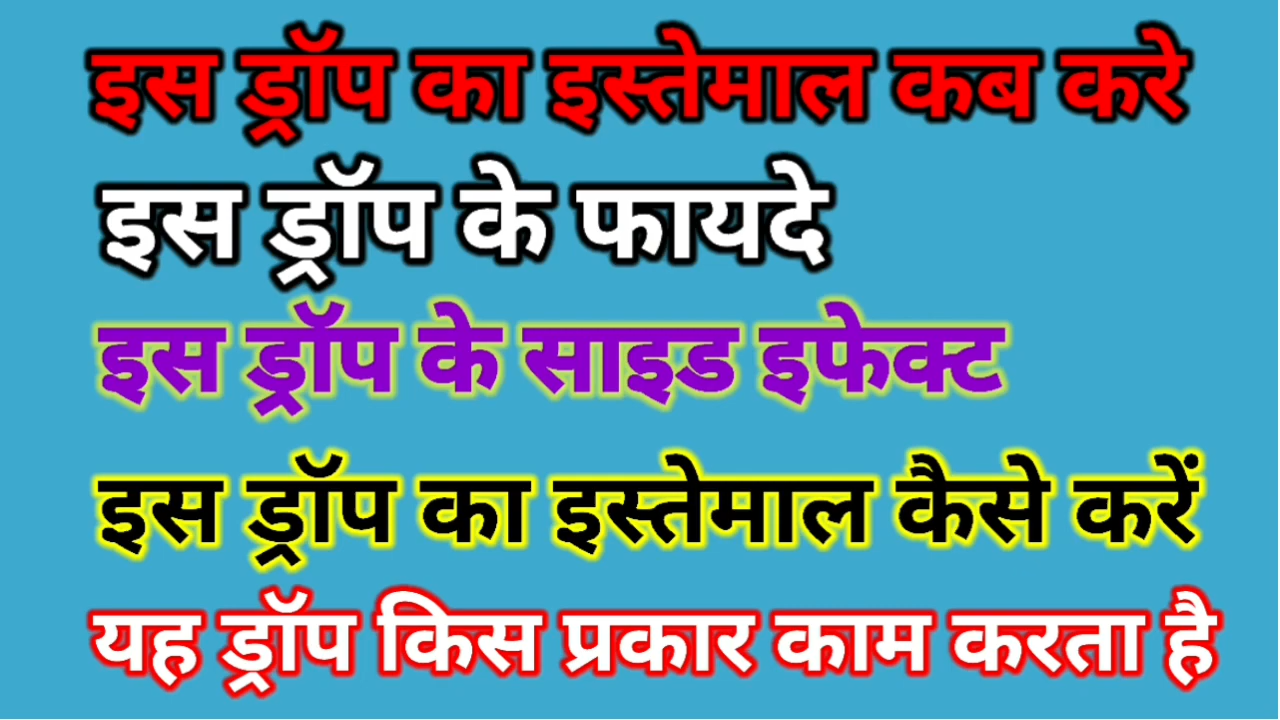 इस ड्रॉप का इस्तेमाल कब करे
इस ड्रॉप के फायदे
इस ड्रॉप के साइड इफेक्ट
इस ड्रॉप का इस्तेमाल कैसे करें
यह ड्रॉप किस प्रकार काम करता है